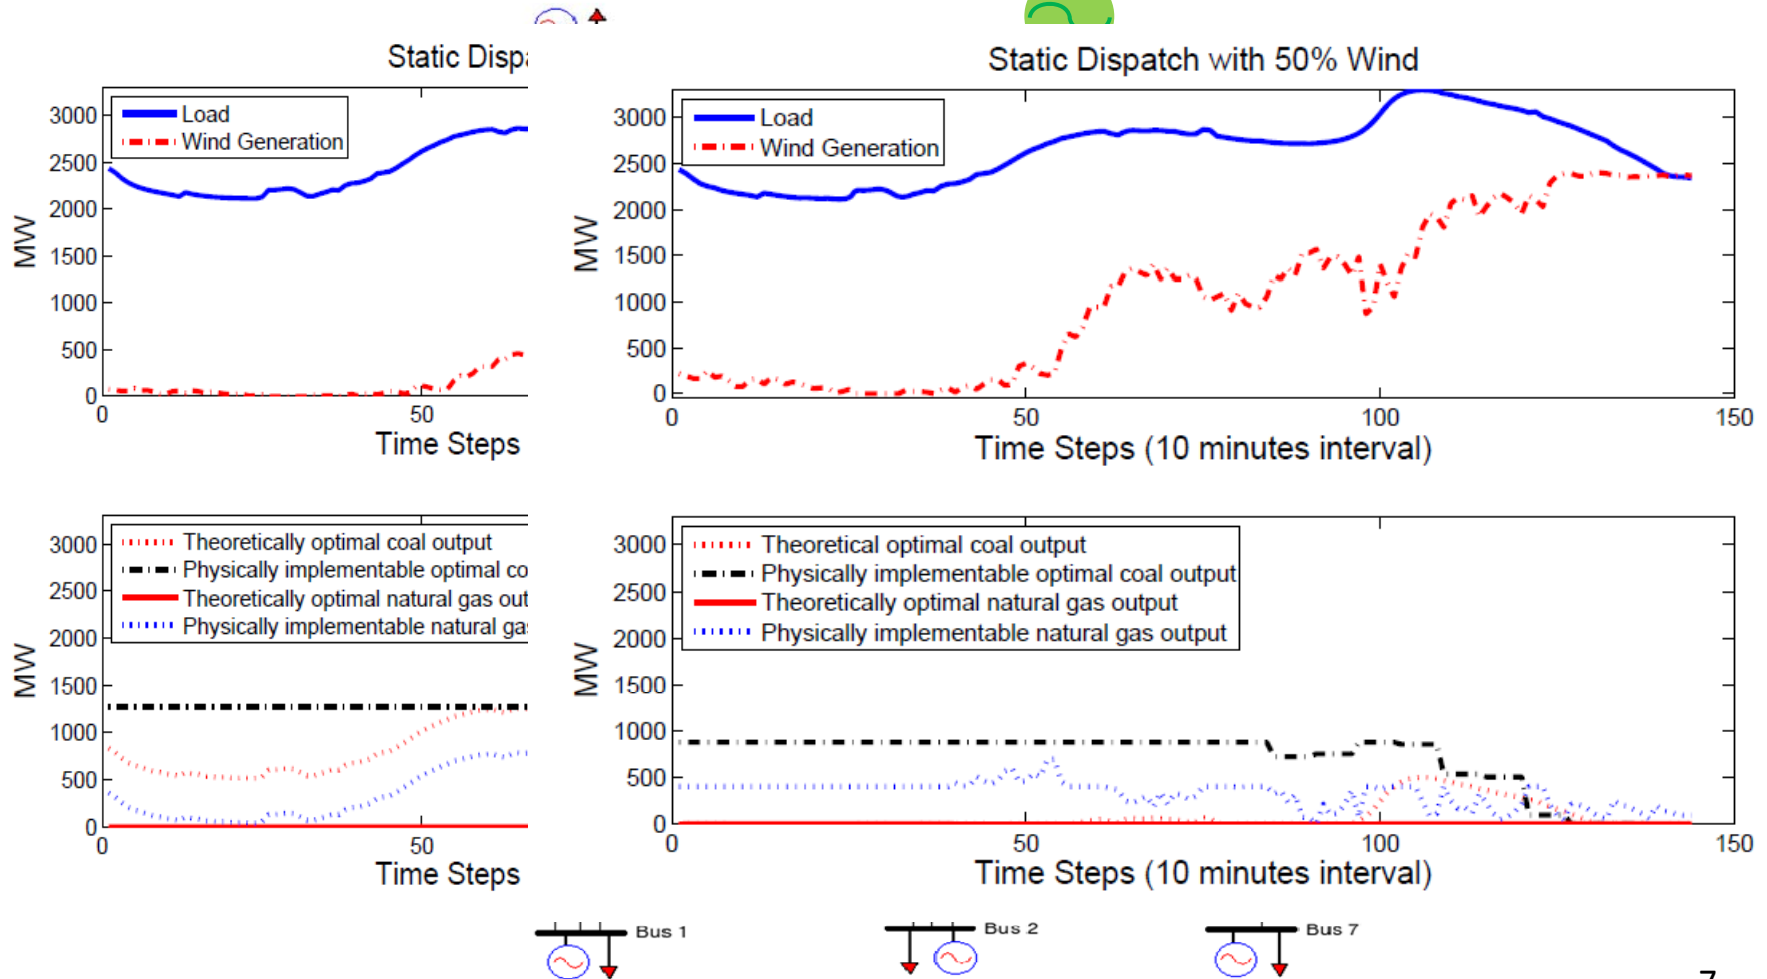 Static Disp
3000
2500
2000
1500
1000
500
0
MW
Load
Wind Generation
0
50
Time Steps
Static Dispatch with 50% Wind
3000
2500
2000
1500
1000
500
0
MW
Load
Wind Generation
0
50
100
150
Time Steps (10 minutes interval)
3000
2500
2000
1500
1000
500
0
MW
Theoretically optimal coal output
Physically implementable optimal co
Theoretically optimal natural gas out
Physically implementable natural gas
0
50
Time Steps
3000
2500
2000
1500
1000
500
0
MW
Theoretical optimal coal output
Physically implementable optimal coal output
Theoretically optimal natural gas output
Physically implementable natural gas output
0
50
100
150
Time Steps (10 minutes interval)
Bus 1
Bus 2
Bus 7